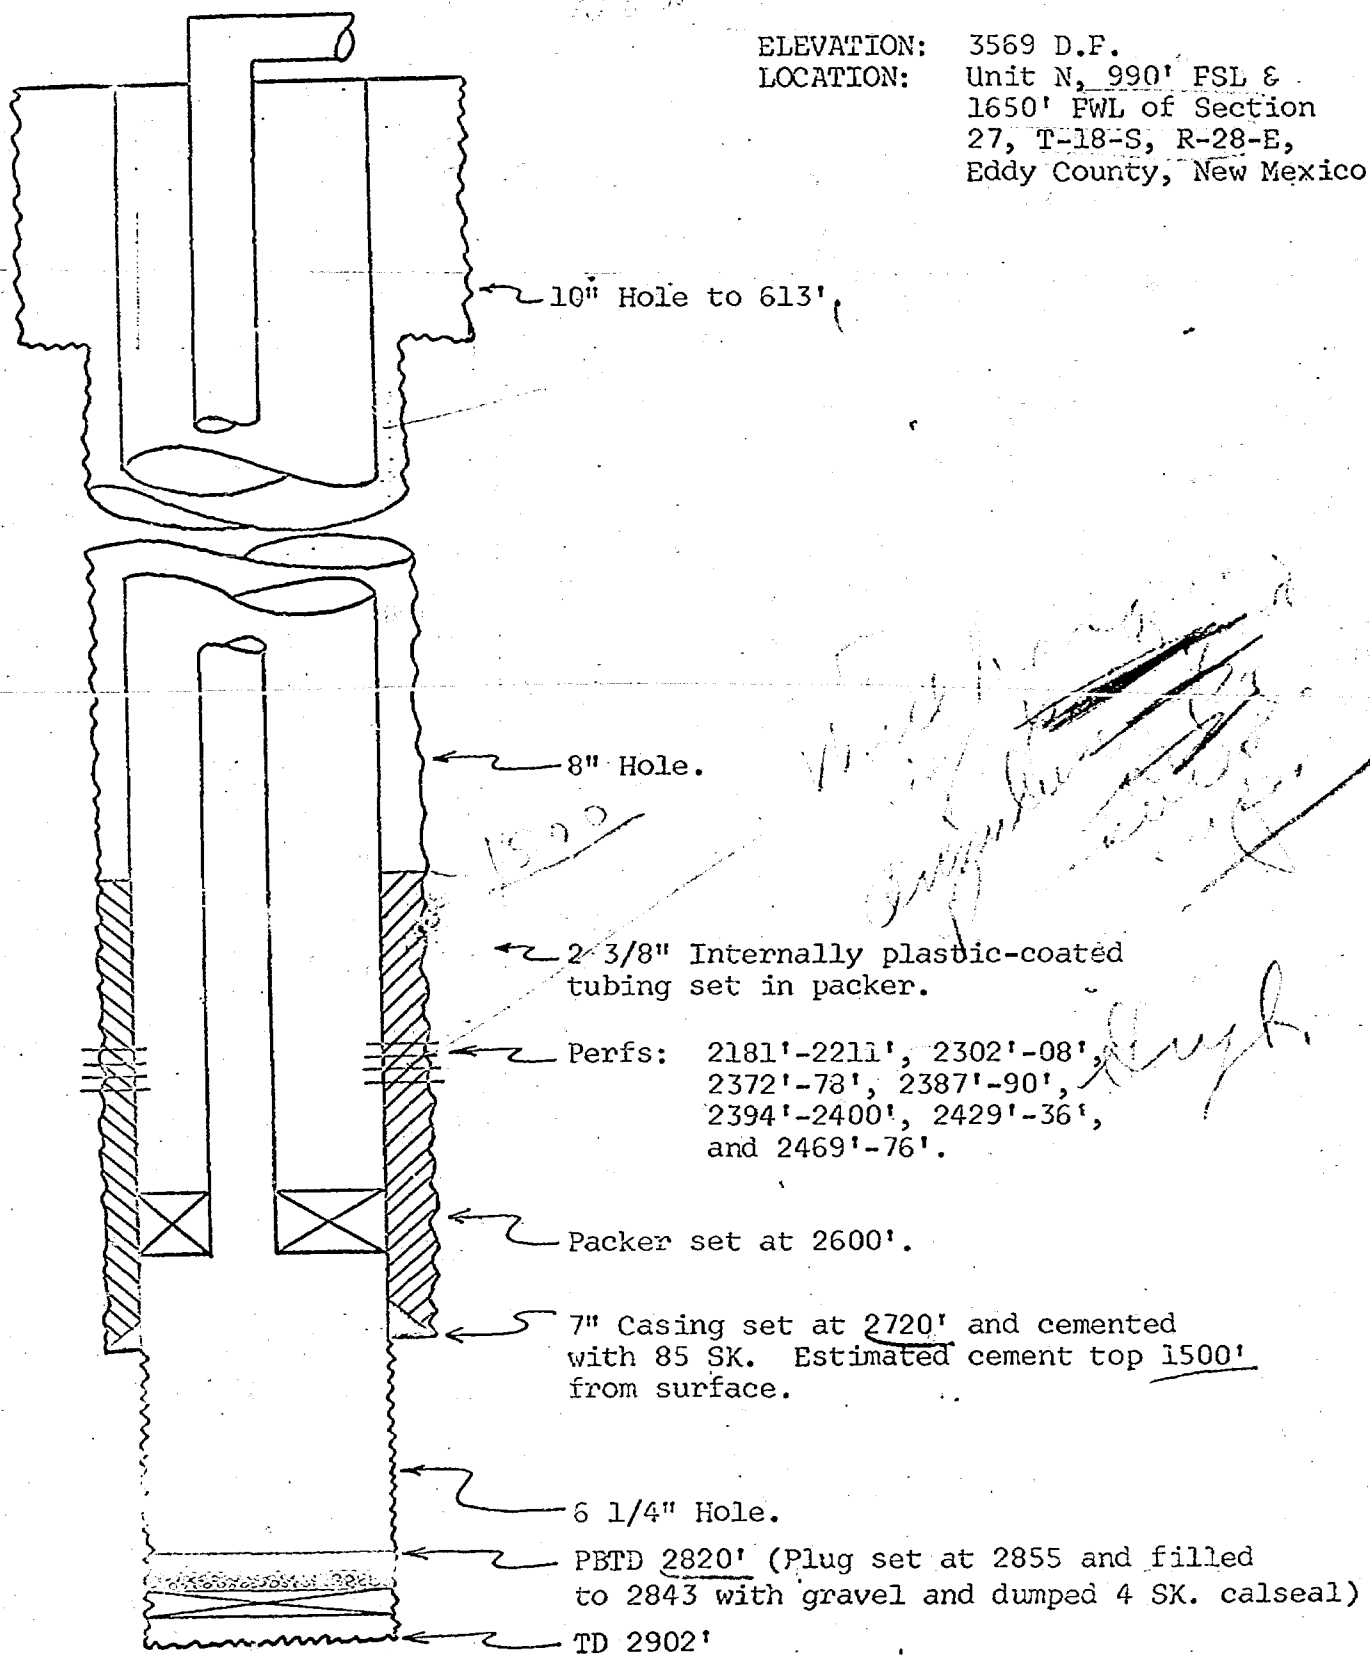 ELEVATION: 3569 D.F.
LOCATION: Unit N, 990' FSL &
1650' FWL of Section
27, T-18-S, R-28-E,
Eddy County, New Mexico
10" Hole to 613'
8" Hole.
1500
2 3/8" Internally plastic-coated
tubing set in packer.
Perfs: 2181'-2211', 2302'-08',
2372'-78', 2387'-90',
2394'-2400', 2429'-36',
and 2469'-76'.
Packer set at 2600'.
7" Casing set at 2720' and cemented
with 85 SK. Estimated cement top 1500'
from surface.
6 1/4" Hole.
PBTD 2820' (Plug set at 2855 and filled
to 2843 with gravel and dumped 4 SK. calseal)
TD 2902'